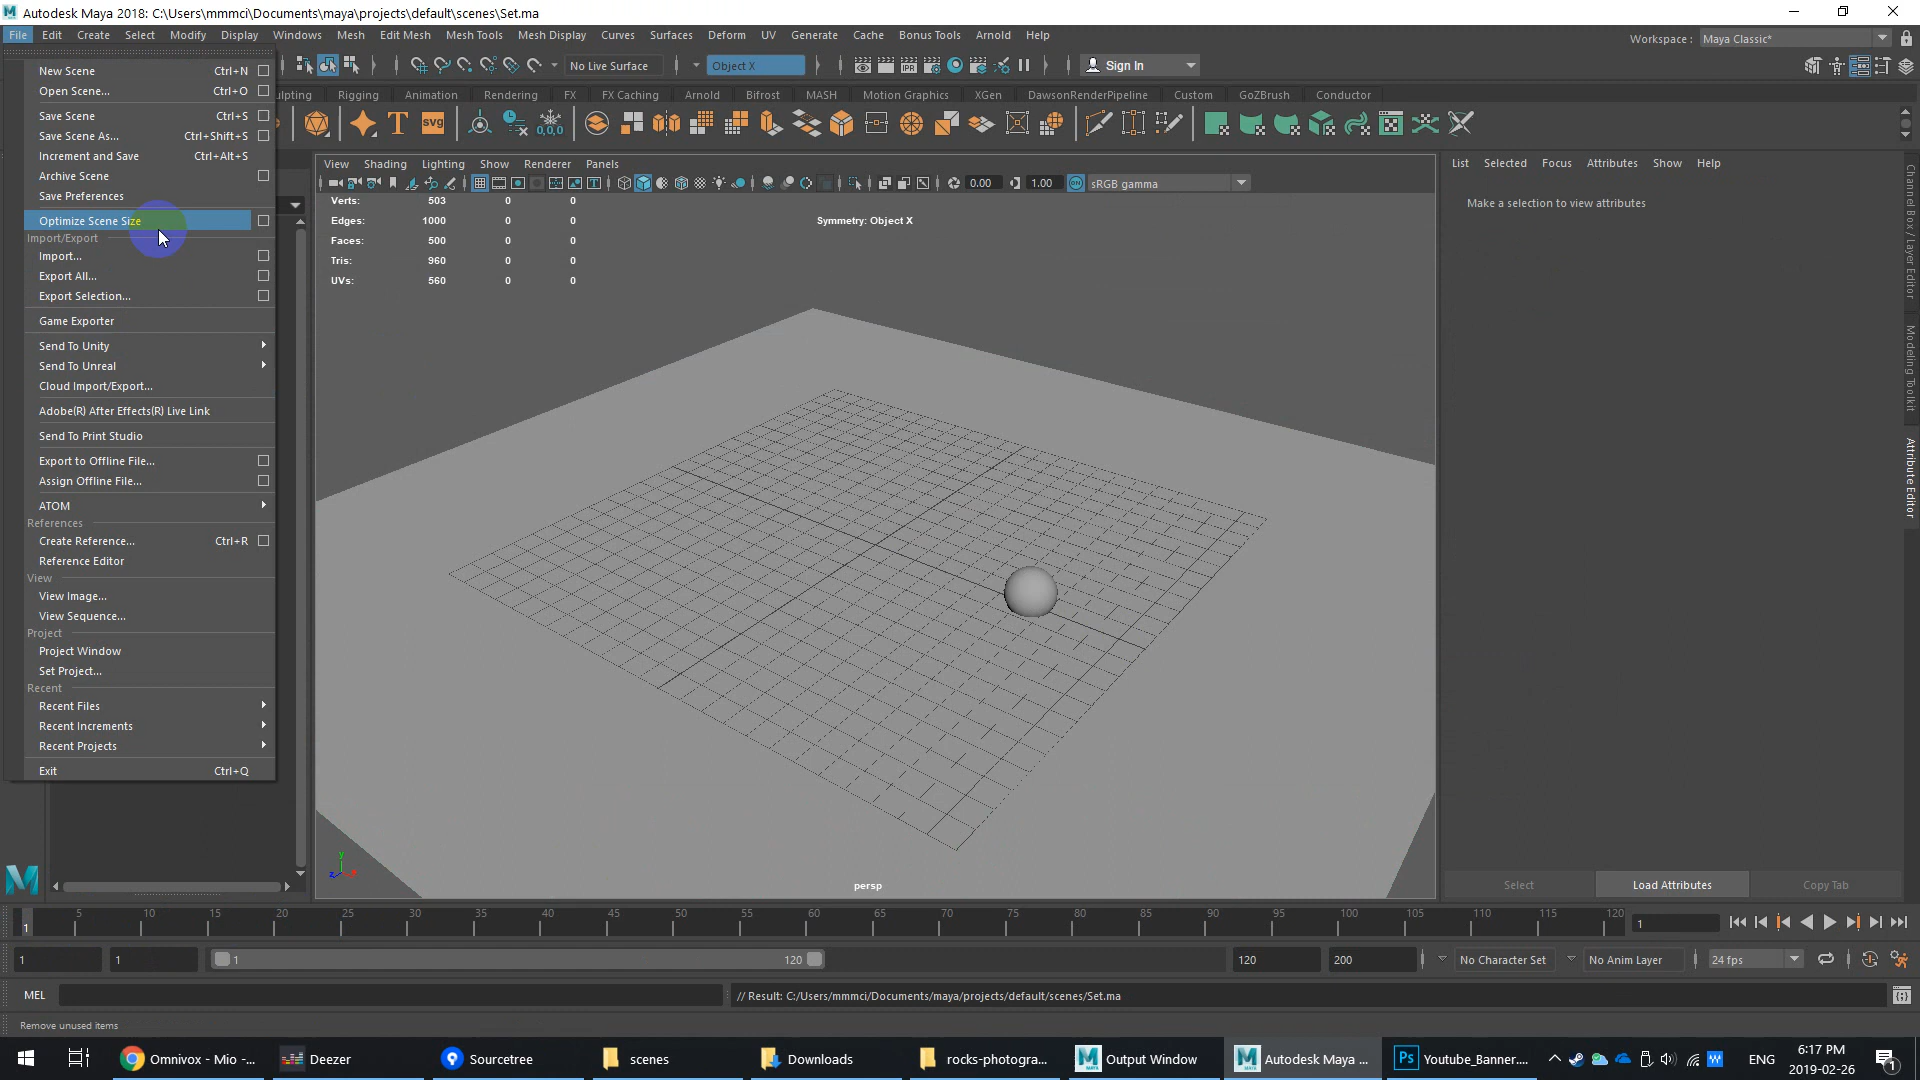 Autodesk Maya 2018: C:\Users\mmmci\Documents\maya\projects\default\scenes\Set.ma
File Edit Create Select Modify Display Windows Mesh Edit Mesh Mesh Tools Mesh Display Curves Surfaces Deform UV Generate Cache Bonus Tools Arnold Help
Workspace : Maya Classic*
No Live Surface Object X Sign In
ulpting Rigging Animation Rendering FX FX Caching Arnold Bifrost MASH Motion Graphics XGen DawsonRenderPipeline Custom GoZBrush Conductor
New Scene Ctrl+N
Open Scene... Ctrl+O
Save Scene Ctrl+S
Save Scene As... Ctrl+Shift+S
Increment and Save Ctrl+Alt+S
Archive Scene
Save Preferences
Optimize Scene Size
Import/Export
Import...
Export All...
Export Selection...
Game Exporter
Send To Unity
Send To Unreal
Cloud Import/Export...
Adobe(R) After Effects(R) Live Link
Send To Print Studio
Export to Offline File...
Assign Offline File...
ATOM
References
Create Reference... Ctrl+R
Reference Editor
View
View Image...
View Sequence...
Project
Project Window
Set Project...
Recent
Recent Files
Recent Increments
Recent Projects
Exit Ctrl+Q
View Shading Lighting Show Renderer Panels
0.00 1.00 ON sRGB gamma
Verts: 503 0 0
Edges: 1000 0 0
Faces: 500 0 0
Tris: 960 0 0
UVs: 560 0 0
Symmetry: Object X
persp
y
z x
List Selected Focus Attributes Show Help
Make a selection to view attributes
Channel Box / Layer Editor
Modeling Toolkit
Attribute Editor
Select Load Attributes Copy Tab
1 5 10 15 20 25 30 35 40 45 50 55 60 65 70 75 80 85 90 95 100 105 110 115 120
1
1 1 1 120 120 200 No Character Set No Anim Layer 24 fps
MEL // Result: C:/Users/mmmci/Documents/maya/projects/default/scenes/Set.ma
Remove unused items
Omnivox - Mio -... Deezer Sourcetree scenes Downloads rocks-photogra... Output Window Autodesk Maya ... Youtube_Banner.... ENG
6:17 PM
2019-02-26
1